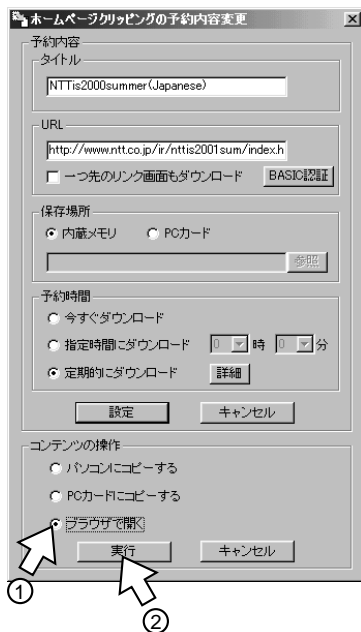 ホームページクリッピングの予約内容変更
予約内容
タイトル
NTTis2000summer(Japanese)
URL
http://www.ntt.co.jp/ir/nttis2001sum/index.h
一つ先のリンク画面もダウンロード BASIC認証
保存場所
内蔵メモリ PCカード
参照
予約時間
今すぐダウンロード
指定時間にダウンロード 0 時 0 分
定期的にダウンロード 詳細
設定 キャンセル
コンテンツの操作
パソコンにコピーする
PCカードにコピーする
ブラウザで開く
実行 キャンセル
①
②